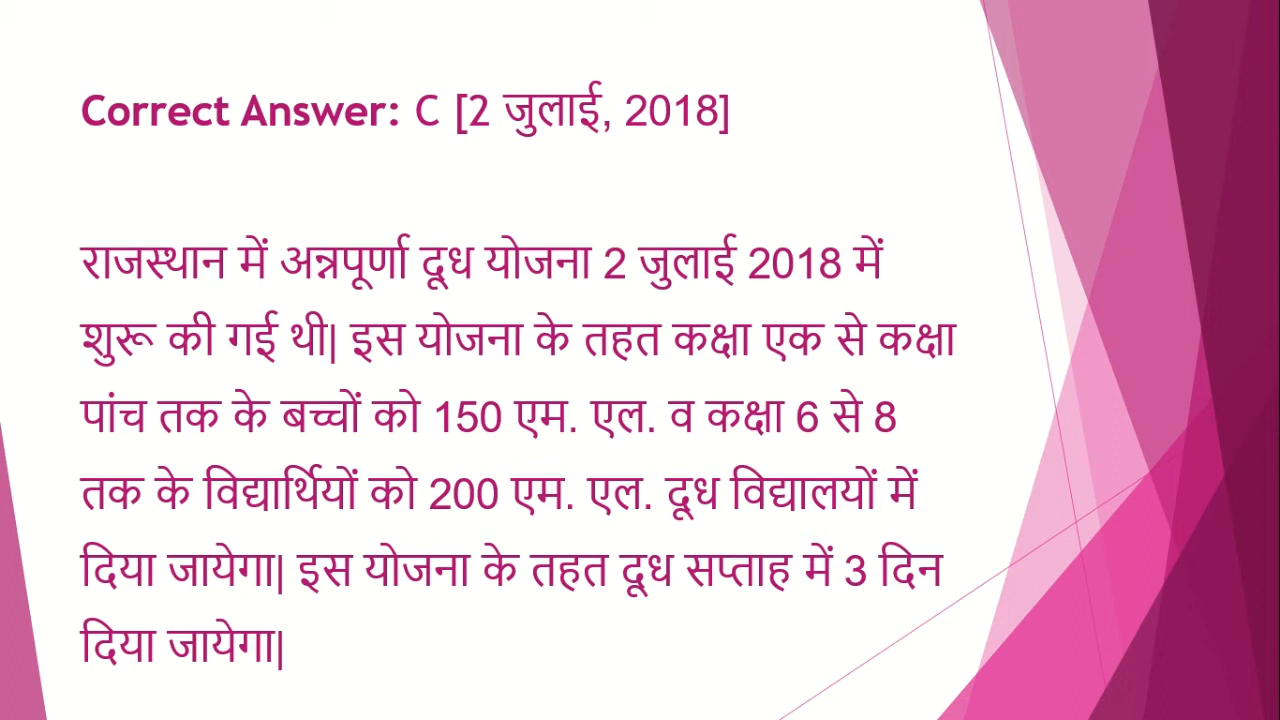 Correct Answer: C [2 जुलाई, 2018]
राजस्थान में अन्नपूर्णा दूध योजना 2 जुलाई 2018 में
शुरू की गई थी| इस योजना के तहत कक्षा एक से कक्षा
पांच तक के बच्चों को 150 एम. एल. व कक्षा 6 से 8
तक के विद्यार्थियों को 200 एम. एल. दूध विद्यालयों में
दिया जायेगा| इस योजना के तहत दूध सप्ताह में 3 दिन
दिया जायेगा|